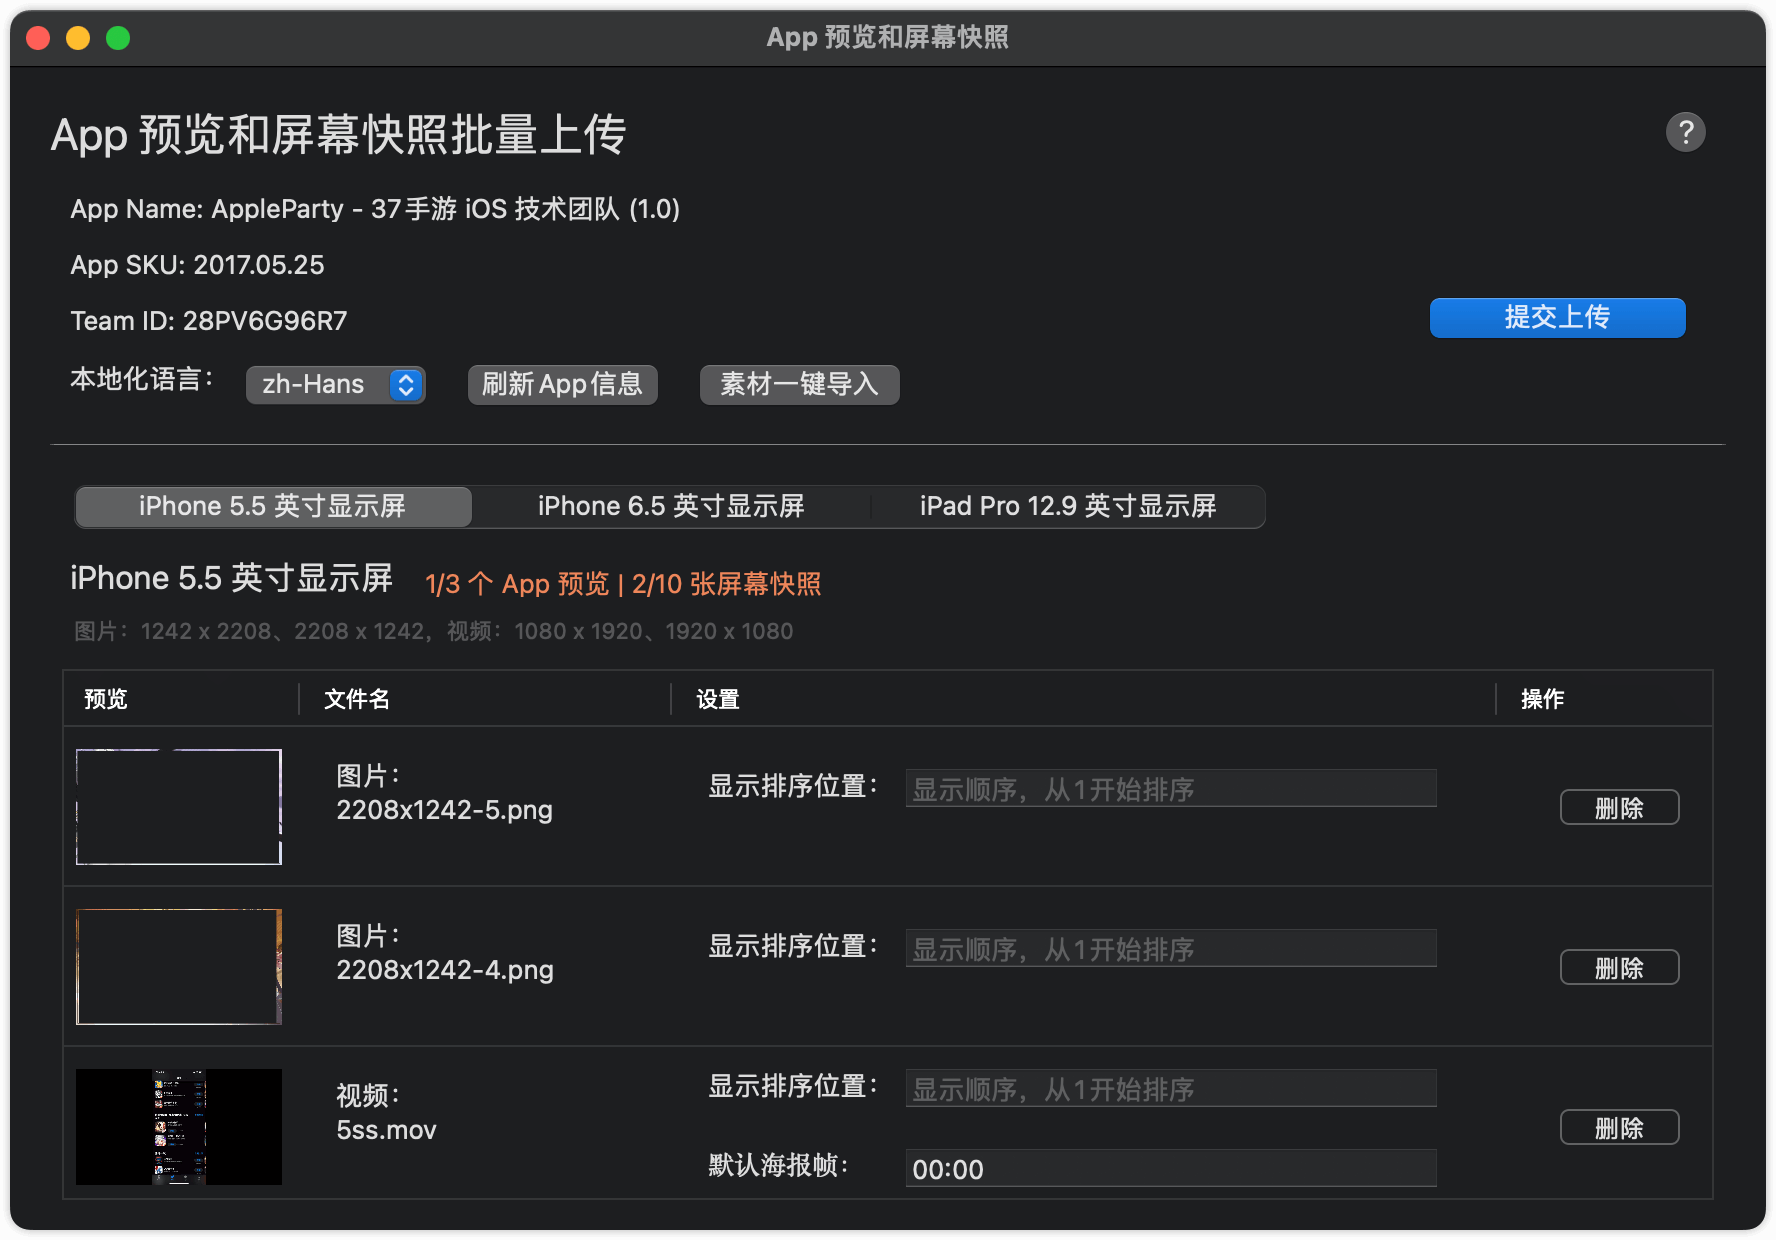 App 预览和屏幕快照
App 预览和屏幕快照批量上传
?
App Name: AppleParty - 37手游 iOS 技术团队 (1.0)
App SKU: 2017.05.25
Team ID: 28PV6G96R7
提交上传
本地化语言： zh-Hans 刷新App信息 素材一键导入
iPhone 5.5 英寸显示屏 iPhone 6.5 英寸显示屏 iPad Pro 12.9 英寸显示屏
iPhone 5.5 英寸显示屏 1/3 个 App 预览 | 2/10 张屏幕快照
图片：1242 x 2208、2208 x 1242，视频：1080 x 1920、1920 x 1080
预览 文件名 设置 操作
图片：
2208x1242-5.png
显示排序位置： 显示顺序，从1开始排序
删除
图片：
2208x1242-4.png
显示排序位置： 显示顺序，从1开始排序
删除
视频：
5ss.mov
显示排序位置： 显示顺序，从1开始排序
默认海报帧： 00:00
删除